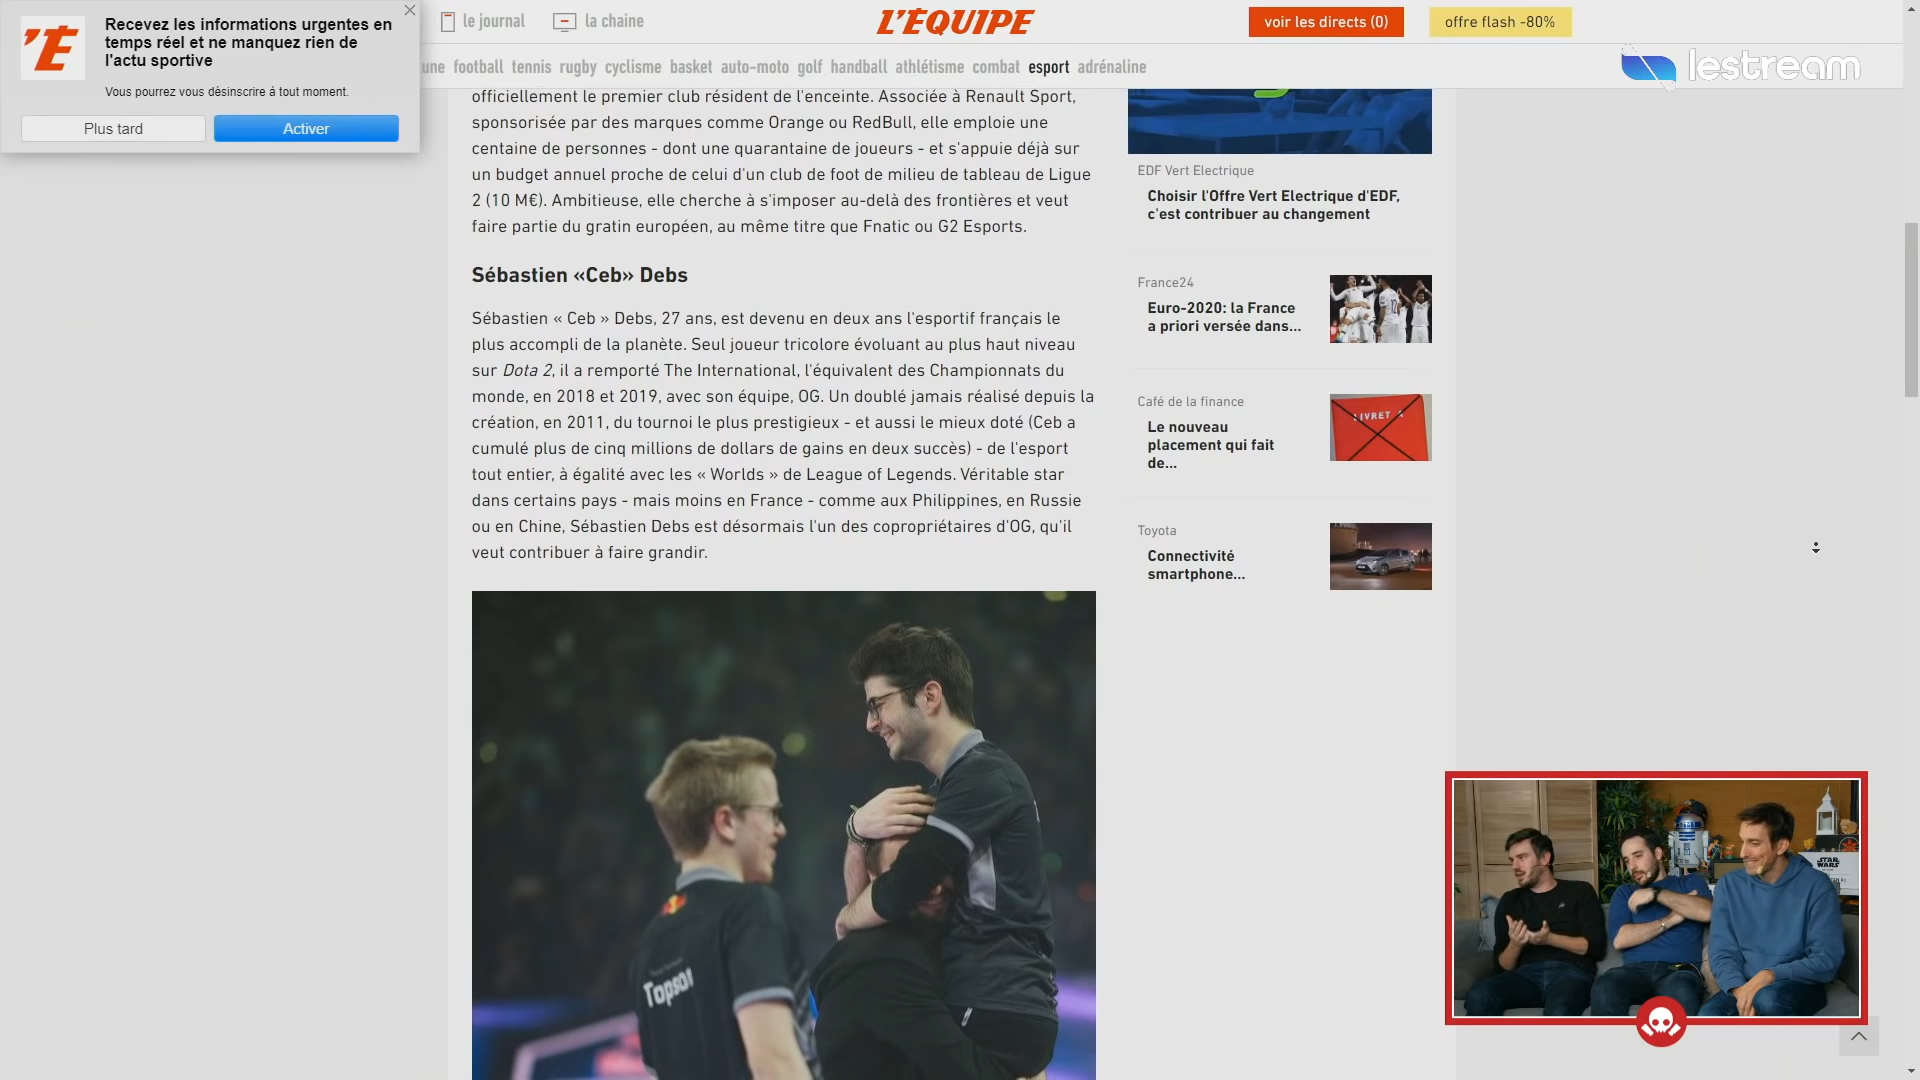 Recevez les informations urgentes en
temps réel et ne manquez rien de
l'actu sportive
Vous pourrez vous désinscrire à tout moment.
Plus tard
Activer
le journal
la chaine
L'ÉQUIPE
voir les directs (0)
offre flash -80%
une football tennis rugby cyclisme basket auto-moto golf handball athlétisme combat esport adrénaline
lestream
officiellement le premier club résident de l'enceinte. Associée à Renault Sport,
sponsorisée par des marques comme Orange ou RedBull, elle emploie une
centaine de personnes - dont une quarantaine de joueurs - et s'appuie déjà sur
un budget annuel proche de celui d'un club de foot de milieu de tableau de Ligue
2 (10 M€). Ambitieuse, elle cherche à s'imposer au-delà des frontières et veut
faire partie du gratin européen, au même titre que Fnatic ou G2 Esports.
Sébastien «Ceb» Debs
Sébastien « Ceb » Debs, 27 ans, est devenu en deux ans l'esportif français le
plus accompli de la planète. Seul joueur tricolore évoluant au plus haut niveau
sur Dota 2, il a remporté The International, l'équivalent des Championnats du
monde, en 2018 et 2019, avec son équipe, OG. Un doublé jamais réalisé depuis la
création, en 2011, du tournoi le plus prestigieux - et aussi le mieux doté (Ceb a
cumulé plus de cinq millions de dollars de gains en deux succès) - de l'esport
tout entier, à égalité avec les « Worlds » de League of Legends. Véritable star
dans certains pays - mais moins en France - comme aux Philippines, en Russie
ou en Chine, Sébastien Debs est désormais l'un des copropriétaires d'OG, qu'il
veut contribuer à faire grandir.
EDF Vert Electrique
Choisir l'Offre Vert Electrique d'EDF,
c'est contribuer au changement
France24
Euro-2020: la France
a priori versée dans...
Café de la finance
Le nouveau
placement qui fait
de...
LIVRET A
Toyota
Connectivité
smartphone...
Topson
STAR
WARS